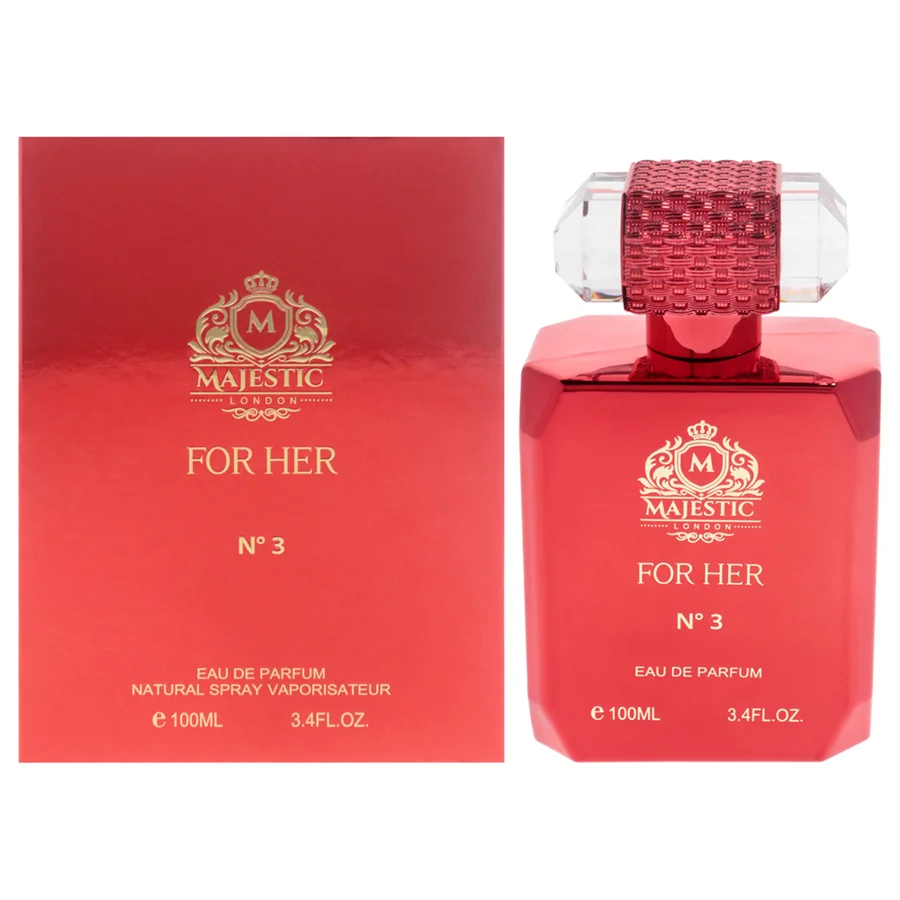 M
MAJESTIC
LONDON
FOR HER
N° 3
EAU DE PARFUM
NATURAL SPRAY VAPORISATEUR
℮ 100ML 3.4FL.OZ.
M
MAJESTIC
LONDON
FOR HER
N° 3
EAU DE PARFUM
℮ 100ML 3.4FL.OZ.